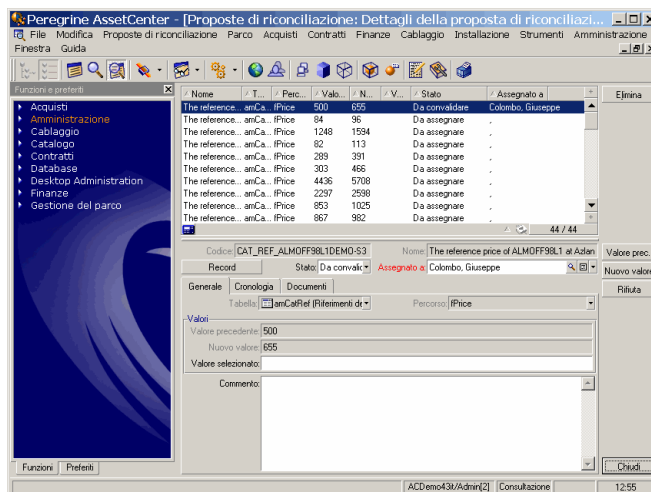 Peregrine AssetCenter - [Proposte di riconciliazione: Dettagli della proposta di riconciliazi...
File Modifica Proposte di riconciliazione Parco Acquisti Contratti Finanze Cablaggio Installazione Strumenti Amministrazione
Finestra Guida
Funzioni e preferiti
Acquisti
Amministrazione
Cablaggio
Catalogo
Contratti
Database
Desktop Administration
Finanze
Gestione del parco
Funzioni Preferiti
Nome T... Perc... Valo... N... V... Stato Assegnato a
The reference... amCa... fPrice 500 655 Da convalidare Colombo, Giuseppe
The reference... amCa... fPrice 84 96 Da assegnare ,
The reference... amCa... fPrice 1248 1594 Da assegnare ,
The reference... amCa... fPrice 82 113 Da assegnare ,
The reference... amCa... fPrice 289 391 Da assegnare ,
The reference... amCa... fPrice 303 466 Da assegnare ,
The reference... amCa... fPrice 4436 5708 Da assegnare ,
The reference... amCa... fPrice 2297 2598 Da assegnare ,
The reference... amCa... fPrice 853 1025 Da assegnare ,
The reference... amCa... fPrice 867 982 Da assegnare ,
44 / 44
Codice: CAT_REF_ALMOFF98L1DEMO-S3 Nome: The reference price of ALMOFF98L1 at Azlan
Record Stato: Da convalic Assegnato a: Colombo, Giuseppe
Generale Cronologia Documenti
Tabella: amCatRef (Riferimenti de Percorso: fPrice
Valori
Valore precedente: 500
Nuovo valore: 655
Valore selezionato:
Commento:
Elimina
Valore prec.
Nuovo valore
Rifiuta
Chiudi
ACDemo43it/Admin[2] Consultazione 12:55